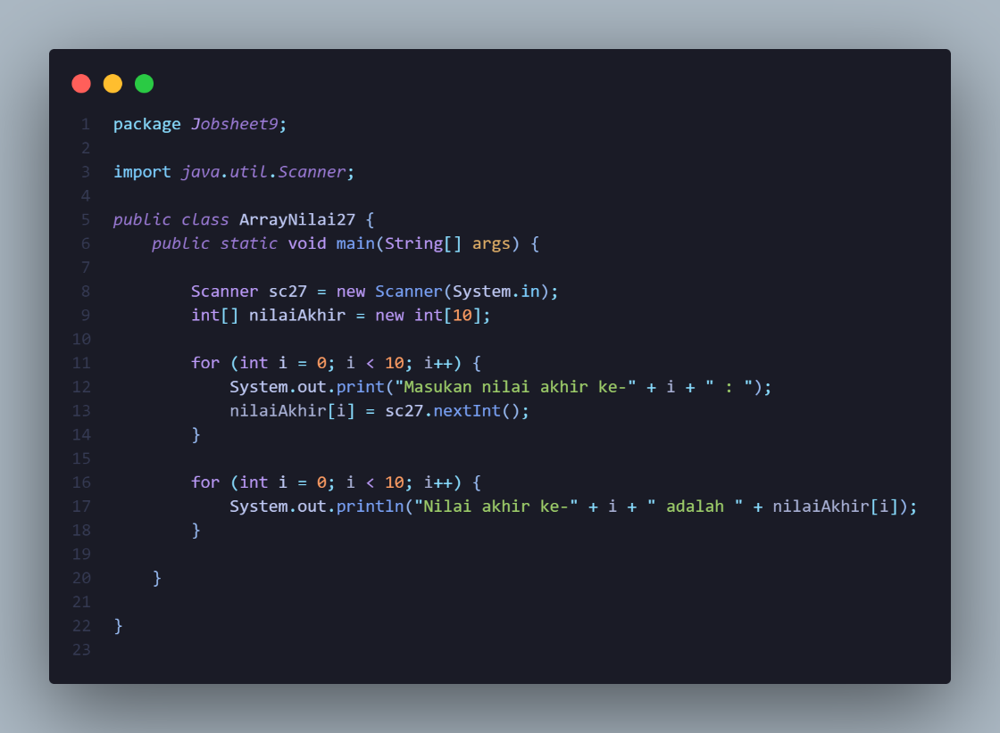 1 package Jobsheet9;
2
3 import java.util.Scanner;
4
5 public class ArrayNilai27 {
6     public static void main(String[] args) {
7
8         Scanner sc27 = new Scanner(System.in);
9         int[] nilaiAkhir = new int[10];
10
11         for (int i = 0; i < 10; i++) {
12             System.out.print("Masukan nilai akhir ke-" + i + " : ");
13             nilaiAkhir[i] = sc27.nextInt();
14         }
15
16         for (int i = 0; i < 10; i++) {
17             System.out.println("Nilai akhir ke-" + i + " adalah " + nilaiAkhir[i]);
18         }
19
20     }
21
22 }
23